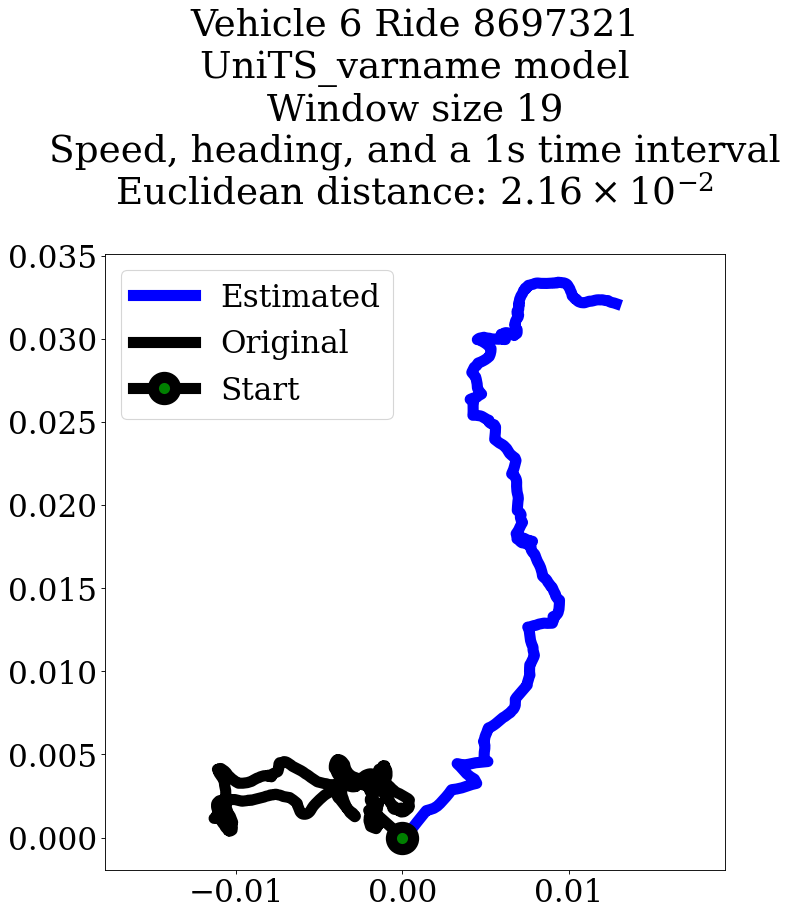 Vehicle 6 Ride 8697321
UniTS_varname model
Window size 19
Speed, heading, and a 1s time interval
Euclidean distance: 2.16 × 10⁻²
0.035
0.030
0.025
0.020
0.015
0.010
0.005
0.000
Estimated
Original
Start
−0.01
0.00
0.01